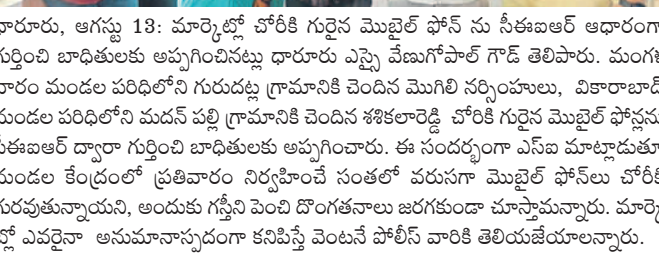 ధారూరు, ఆగస్టు 13: మార్కెట్లో చోరీకి గురైన మొబైల్ ఫోన్ ను సీఈఐఆర్ ఆధారంగా
గుర్తించి బాధితులకు అప్పగించినట్లు ధారూరు ఎస్సై వేణుగోపాల్ గౌడ్ తెలిపారు. మంగళ
వారం మండల పరిధిలోని గురుదట్ల గ్రామానికి చెందిన మొగిలి నర్సింహులు, వికారాబాద్
మండల పరిధిలోని మదన్ పల్లి గ్రామానికి చెందిన శశికలారెడ్డి చోరికి గురైన మొబైల్ ఫోన్లను
సీఈఐఆర్ ద్వారా గుర్తించి బాధితులకు అప్పగించారు. ఈ సందర్భంగా ఎస్ఐ మాట్లాడుతూ
మండల కేంద్రంలో ప్రతివారం నిర్వహించే సంతలో వరుసగా మొబైల్ ఫోన్‌లు చోరీకి
గురవుతున్నాయని, అందుకు గస్తీని పెంచి దొంగతనాలు జరగకుండా చూస్తామన్నారు. మార్కె
ట్లో ఎవరైనా అనుమానాస్పదంగా కనిపిస్తే వెంటనే పోలీస్ వారికి తెలియజేయాలన్నారు.